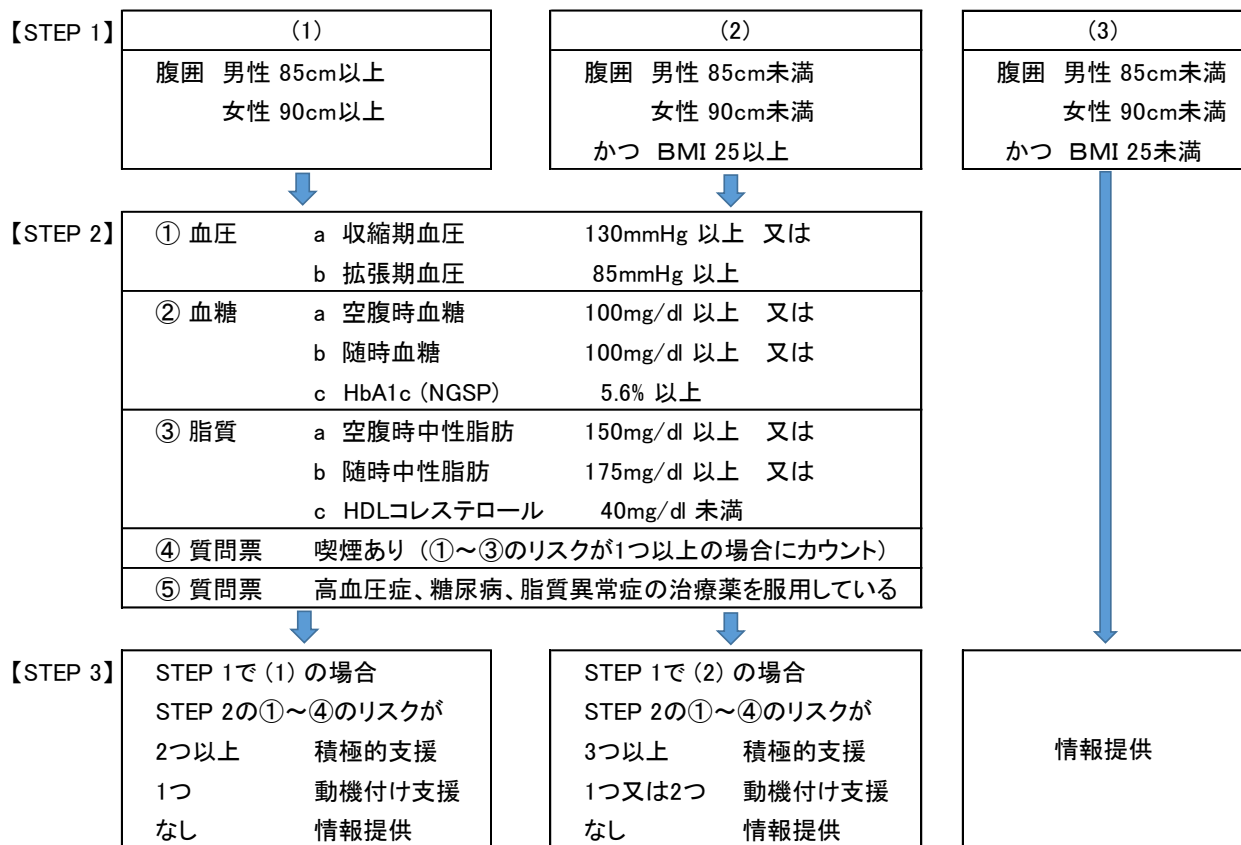 【STEP 1】 (1) (2) (3)
腹囲 男性 85cm以上 腹囲 男性 85cm未満 腹囲 男性 85cm未満
女性 90cm以上 女性 90cm未満 女性 90cm未満
かつ BMI 25以上 かつ BMI 25未満
【STEP 2】 ① 血圧 a 収縮期血圧 130mmHg 以上 又は
b 拡張期血圧 85mmHg 以上
② 血糖 a 空腹時血糖 100mg/dl 以上 又は
b 随時血糖 100mg/dl 以上 又は
c HbA1c (NGSP) 5.6% 以上
③ 脂質 a 空腹時中性脂肪 150mg/dl 以上 又は
b 随時中性脂肪 175mg/dl 以上 又は
c HDLコレステロール 40mg/dl 未満
④ 質問票 喫煙あり (①~③のリスクが1つ以上の場合にカウント)
⑤ 質問票 高血圧症、糖尿病、脂質異常症の治療薬を服用している
【STEP 3】 STEP 1で (1) の場合 STEP 1で (2) の場合
STEP 2の①~④のリスクが STEP 2の①~④のリスクが
2つ以上 積極的支援 3つ以上 積極的支援 情報提供
1つ 動機付け支援 1つ又は2つ 動機付け支援
なし 情報提供 なし 情報提供